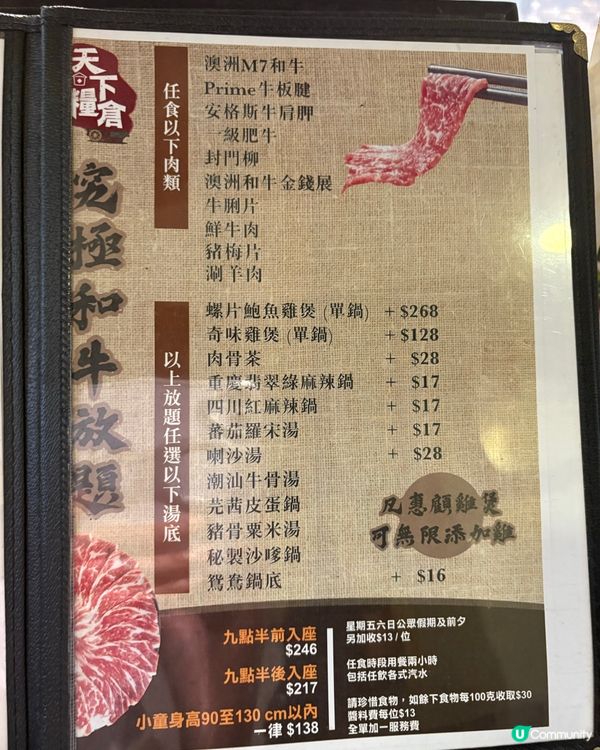 天下糧倉
究極和牛放題
任食以下肉類
澳洲M7和牛
Prime牛板腱
安格斯牛肩胛
一級肥牛
封門柳
澳洲和牛金錢展
牛脷片
鮮牛肉
豬梅片
涮羊肉
以上放題任選以下湯底
螺片鮑魚雞煲 (單鍋) + $268
奇味雞煲 (單鍋) + $128
肉骨茶 + $28
重慶翡翠綠麻辣鍋 + $17
四川紅麻辣鍋 + $17
蕃茄羅宋湯 + $17
喇沙湯 + $28
潮汕牛骨湯
芫茜皮蛋鍋
豬骨粟米湯
秘製沙嗲鍋
鴛鴦鍋底 + $16
凡惠顧雞煲
可無限添加雞
九點半前入座
$246
九點半後入座
$217
小童身高90至130 cm以內
一律 $138
星期五六日公眾假期及前夕
另加收$13 / 位
任食時段用餐兩小時
包括任飲各式汽水
請珍惜食物，如餘下食物每100克收取$30
醬料費每位$13
全單加一服務費
U Community